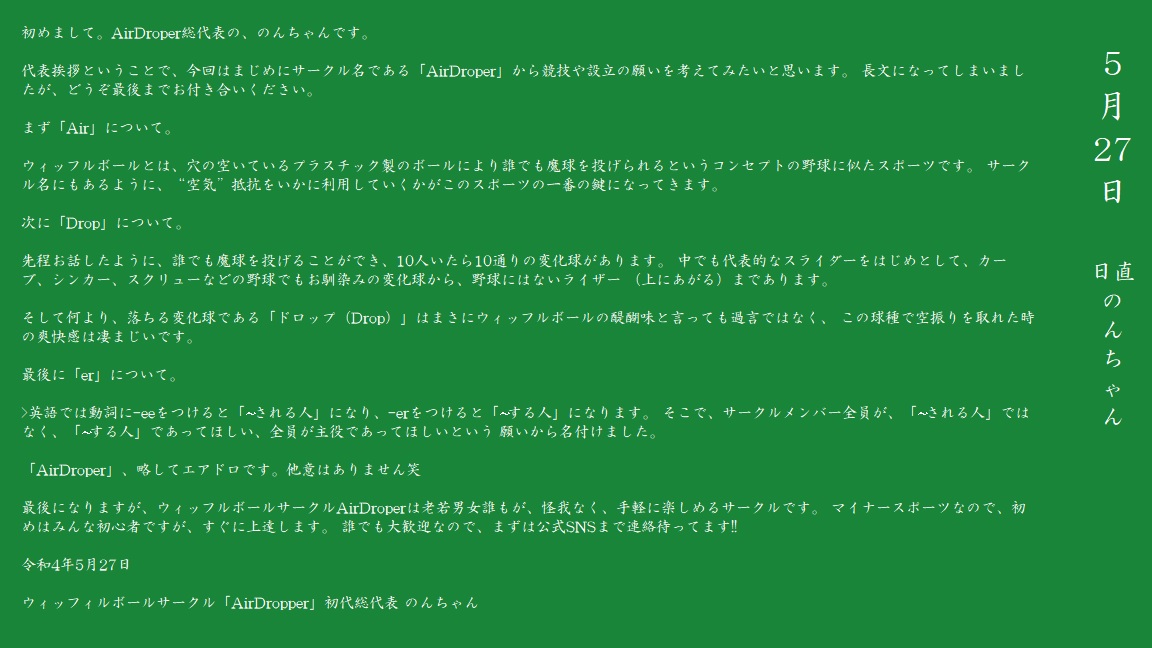 初めまして。AirDroper総代表の、のんちゃんです。
代表挨拶ということで、今回はまじめにサークル名である「AirDroper」から競技や設立の願いを考えてみたいと思います。 長文になってしまいまし
たが、どうぞ最後までお付き合いください。
まず「Air」について。
ウィッフルボールとは、穴の空いているプラスチック製のボールにより誰でも魔球を投げられるというコンセプトの野球に似たスポーツです。 サーク
ル名にもあるように、“空気”抵抗をいかに利用していくかがこのスポーツの一番の鍵になってきます。
次に「Drop」について。
先程お話したように、誰でも魔球を投げることができ、10人いたら10通りの変化球があります。 中でも代表的なスライダーをはじめとして、カー
ブ、シンカー、スクリューなどの野球でもお馴染みの変化球から、野球にはないライザー （上にあがる）まであります。
そして何より、落ちる変化球である「ドロップ（Drop）」はまさにウィッフルボールの醍醐味と言っても過言ではなく、 この球種で空振りを取れた時
の爽快感は凄まじいです。
最後に「er」について。
>英語では動詞に-eeをつけると「~される人」になり、-erをつけると「~する人」になります。 そこで、サークルメンバー全員が、「~される人」では
なく、「~する人」であってほしい、全員が主役であってほしいという 願いから名付けました。
「AirDroper」、略してエアドロです。他意はありません笑
最後になりますが、ウィッフルボールサークルAirDroperは老若男女誰もが、怪我なく、手軽に楽しめるサークルです。 マイナースポーツなので、初
めはみんな初心者ですが、すぐに上達します。 誰でも大歓迎なので、まずは公式SNSまで連絡待ってます!!
令和4年5月27日
ウィッフィルボールサークル「AirDropper」初代総代表 のんちゃん
5月27日
日直
のんちゃん